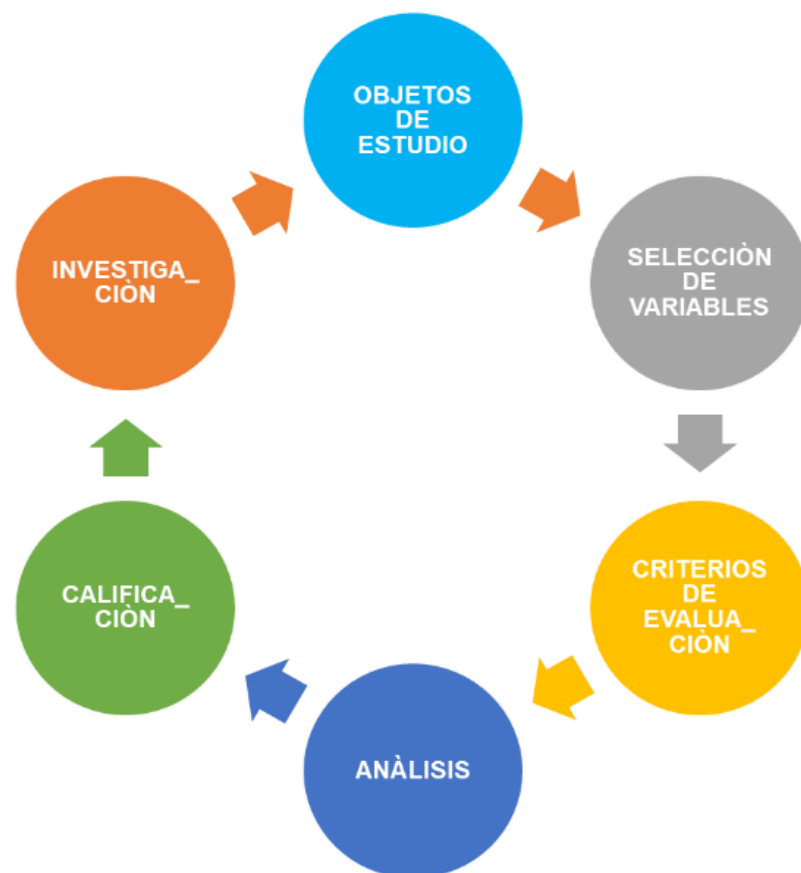 OBJETOS
DE
ESTUDIO
SELECCIÒN
DE
VARIABLES
CRITERIOS
DE
EVALUA_
CIÒN
ANÀLISIS
CALIFICA_
CIÒN
INVESTIGA_
CIÒN